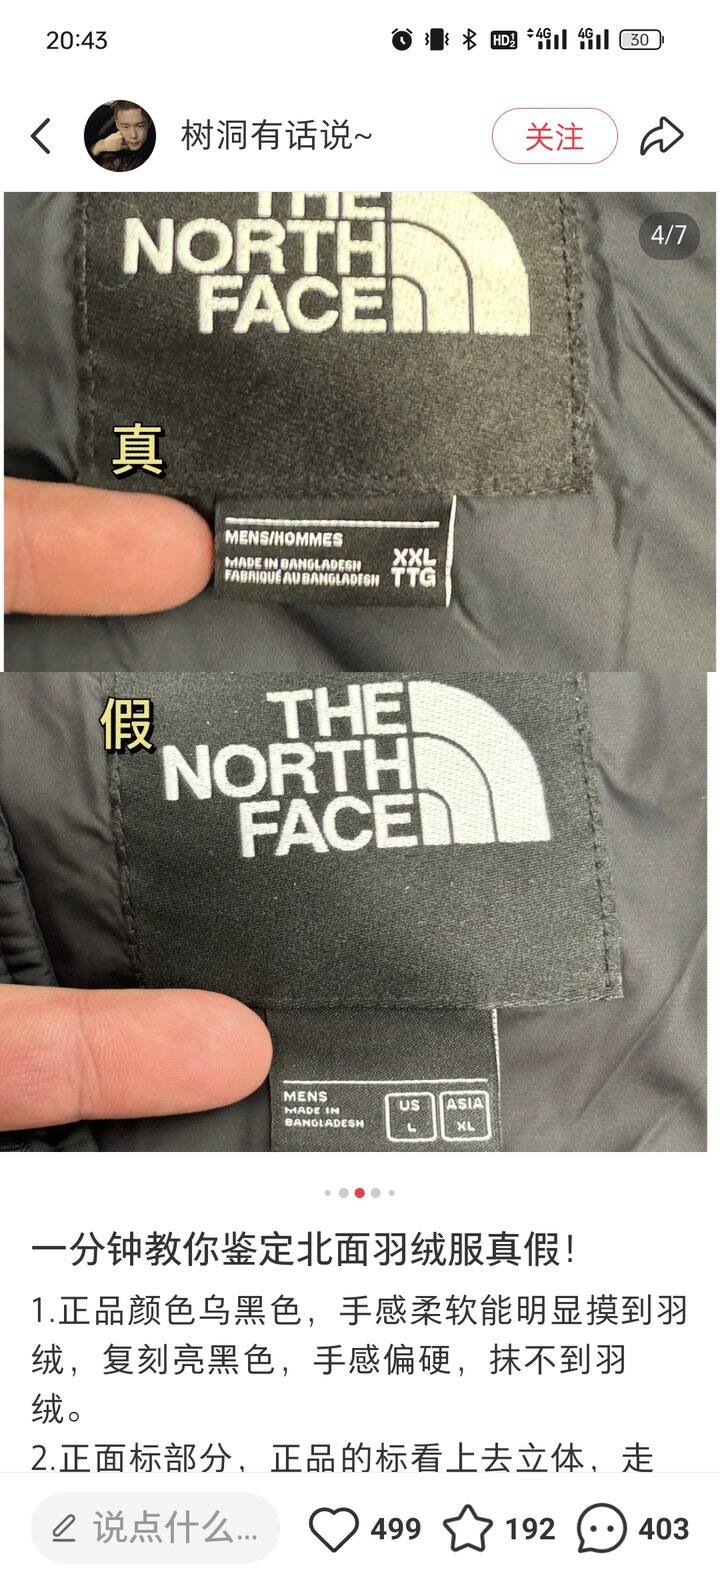 20:43
HD
4G
4G
30
树洞有话说~
关注
4/7
THE
NORTH
FACE
真
MENS/HOMMES
MADE IN BANGLADESH
FABRIQUÉ AU BANGLADESH
XXL
TTG
假
THE
NORTH
FACE
MENS
MADE IN
BANGLADESH
US
L
ASIA
XL
一分钟教你鉴定北面羽绒服真假!
1.正品颜色乌黑色，手感柔软能明显摸到羽
绒，复刻亮黑色，手感偏硬，抹不到羽
绒。
2.正面标部分，正品的标看上去立体，走
说点什么...
499
192
403